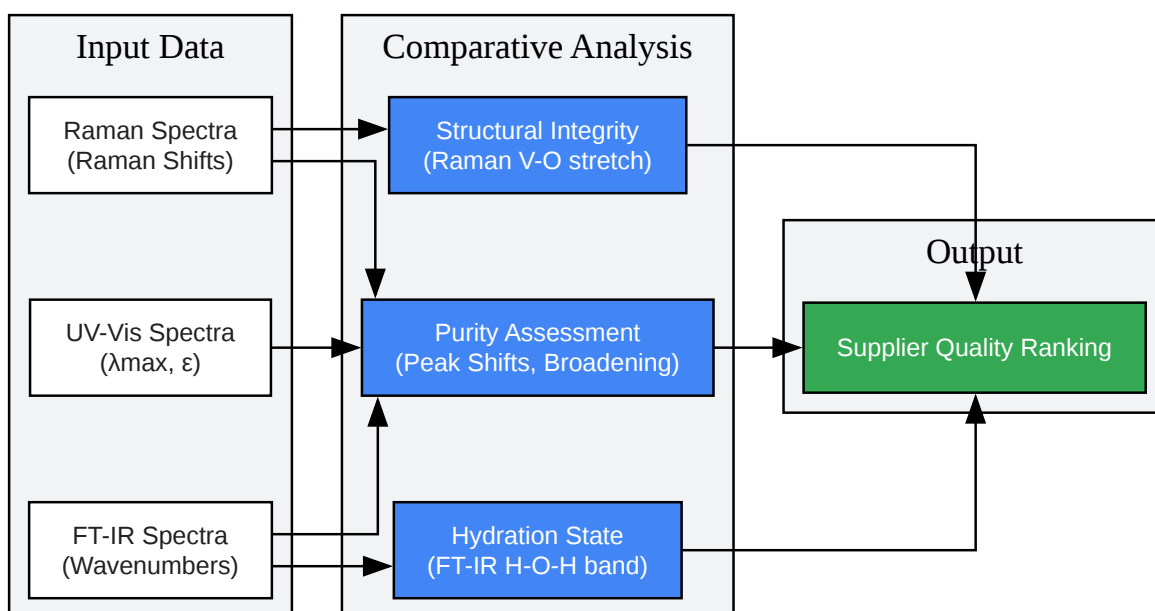 Input Data
Raman Spectra
(Raman Shifts)
UV-Vis Spectra
(λmax, ε)
FT-IR Spectra
(Wavenumbers)
Comparative Analysis
Structural Integrity
(Raman V-O stretch)
Purity Assessment
(Peak Shifts, Broadening)
Hydration State
(FT-IR H-O-H band)
Output
Supplier Quality Ranking